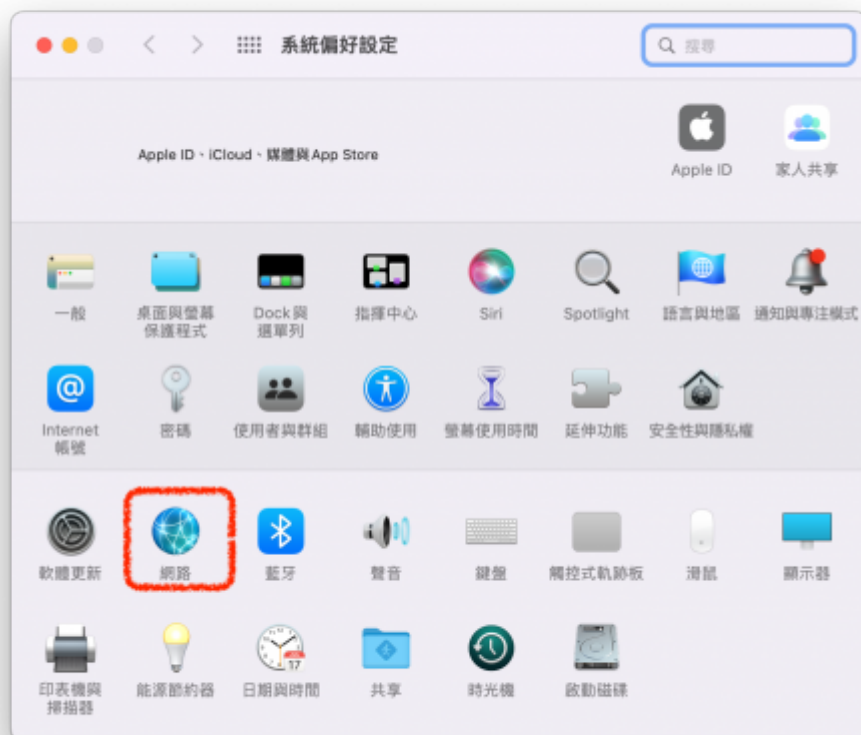 系統偏好設定
搜尋
Apple ID、iCloud、媒體與App Store
Apple ID
家人共享
一般
桌面與螢幕
保護程式
Dock與
選單列
指揮中心
Siri
Spotlight
語言與地區
通知與專注模式
Internet
帳號
密碼
使用者與群組
輔助使用
螢幕使用時間
延伸功能
安全性與隱私權
軟體更新
網路
藍牙
聲音
鍵盤
觸控式軌跡板
滑鼠
顯示器
印表機與
掃描器
能源節約器
17
日期與時間
共享
時光機
啟動磁碟